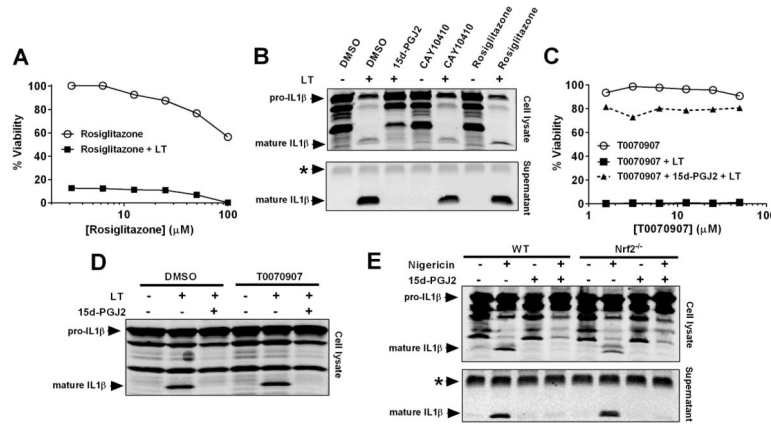 A
% Viability
100
80
60
40
20
0
Rosiglitazone
Rosiglitazone + LT
10
100
[Rosiglitazone] (μM)
B
DMSO
DMSO
15d-PGJ2
CAY10410
CAY10410
Rosiglitazone
Rosiglitazone
LT - + + - + - +
pro-IL1β
mature IL1β
Cell lysate
*
mature IL1β
Supernatant
C
% Viability
100
80
60
40
20
0
T0070907
T0070907 + LT
T0070907 + 15d-PGJ2 + LT
10
[T0070907] (μM)
D
DMSO T0070907
LT - + + - + +
15d-PGJ2 - - + - - +
pro-IL1β
mature IL1β
Cell lysate
E
WT Nrf2-/-
Nigericin - + - + - + - +
15d-PGJ2 - - + + - - + +
pro-IL1β
mature IL1β
Cell lysate
*
mature IL1β
Supernatant